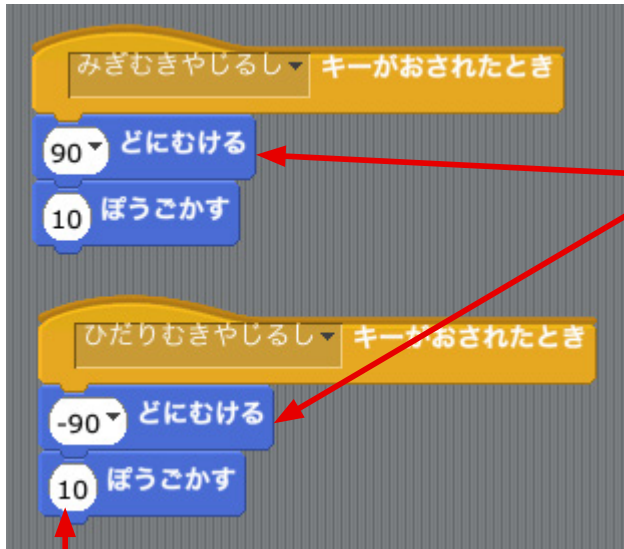 みぎむきやじるし キーがおされたとき
90 どにむける
10 ぽうごかす
ひだりむきやじるし キーがおされたとき
-90 どにむける
10 ぽうごかす